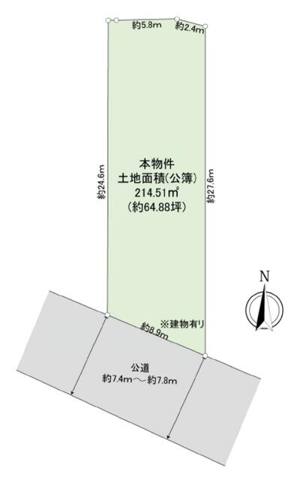 約5.8m
約2.4m
約24.6m
本物件
土地面積(公簿)
214.51㎡
(約64.88坪)
約27.6m
N
※建物有リ
約8.9m
公道
約7.4m～約7.8m